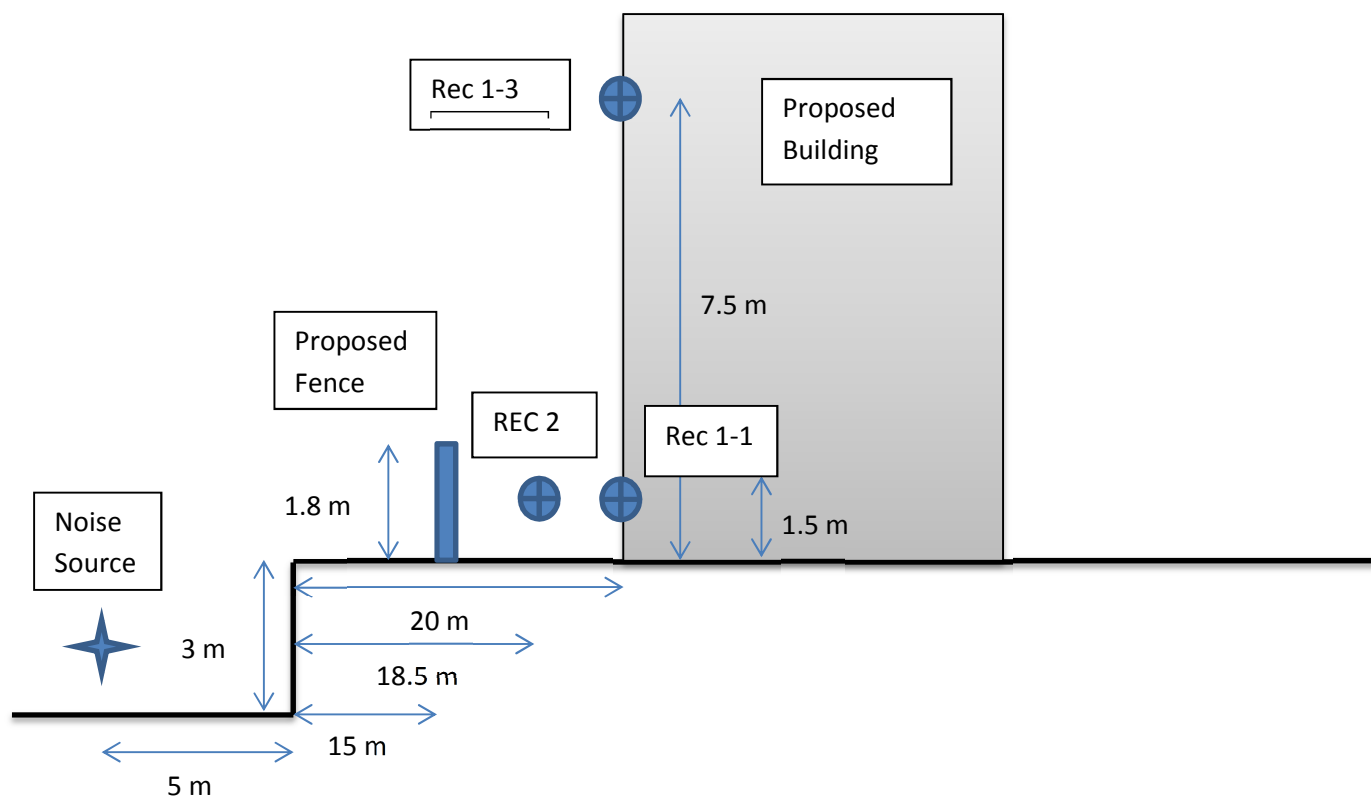 Rec 1-3
Proposed
Building
7.5 m
Proposed
Fence
REC 2
Rec 1-1
1.8 m
1.5 m
Noise
Source
20 m
3 m
18.5 m
15 m
5 m